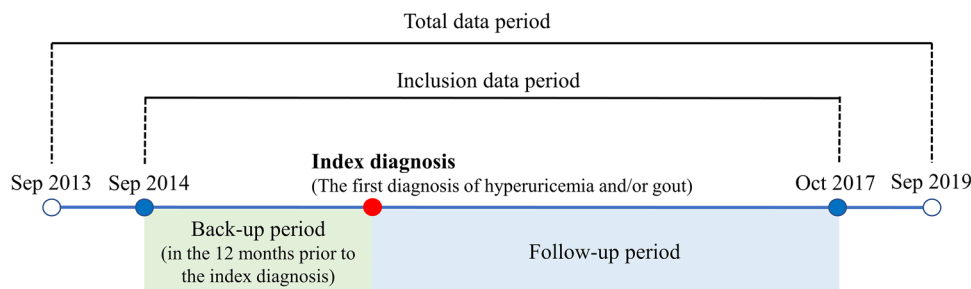 Total data period
Inclusion data period
Index diagnosis
(The first diagnosis of hyperuricemia and/or gout)
Sep 2013
Sep 2014
Oct 2017
Sep 2019
Back-up period
(in the 12 months prior to
the index diagnosis)
Follow-up period